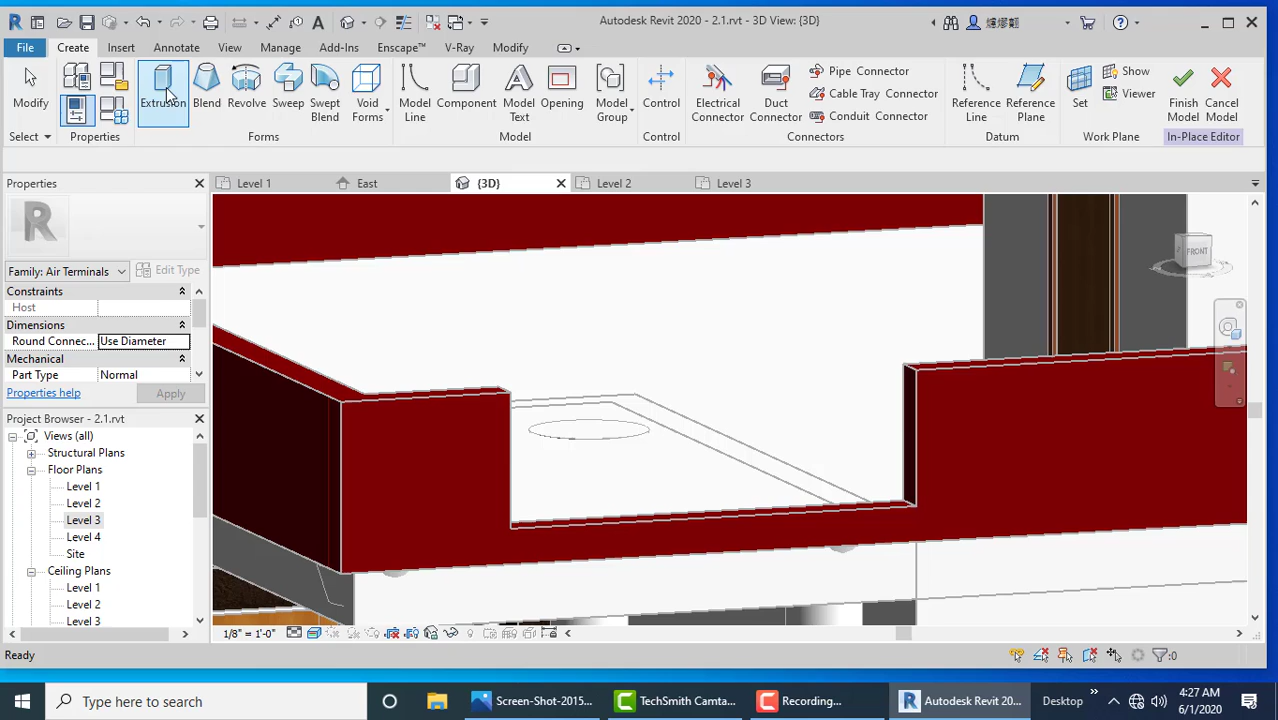 Autodesk Revit 2020 - 2.1.rvt - 3D View: {3D}
File Create Insert Annotate View Manage Add-Ins Enscape™ V-Ray Modify
Modify
Extrusion Blend Revolve Sweep Swept Blend Void Forms
Model Line Component Model Text Opening Model Group
Control
Electrical Connector Duct Connector
Pipe Connector
Cable Tray Connector
Conduit Connector
Reference Line Reference Plane
Set Show
Viewer
Finish Model Cancel Model
Select Properties Forms Model Control Connectors Datum Work Plane In-Place Editor
Properties
Level 1 East {3D} Level 2 Level 3
Family: Air Terminals Edit Type
Constraints
Host
Dimensions
Round Connec... Use Diameter
Mechanical
Part Type Normal
Properties help Apply
Project Browser - 2.1.rvt
Views (all)
Structural Plans
Floor Plans
Level 1
Level 2
Level 3
Level 4
Site
Ceiling Plans
Level 1
Level 2
Level 3
FRONT
1/8" = 1'-0"
Ready
:0
Type here to search
Screen-Shot-2015...
TechSmith Camta...
Recording...
Autodesk Revit 20...
Desktop
4:27 AM
6/1/2020